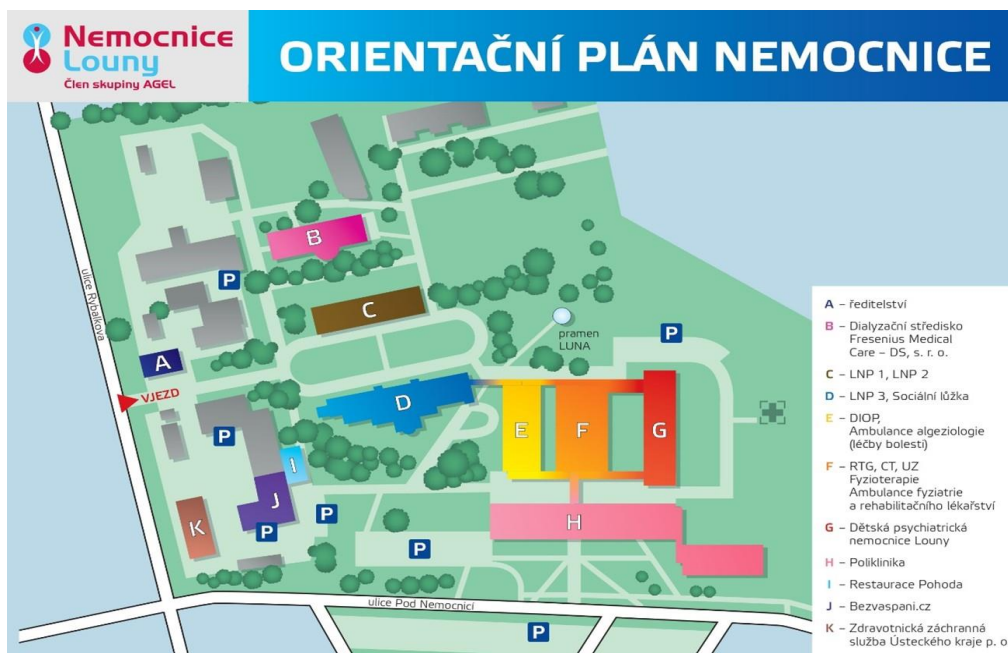 Nemocnice
Louny
Člen skupiny AGEL
ORIENTAČNÍ PLÁN NEMOCNICE
B
P
ulice Rybalkova
C
pramen
LUNA
P
A
VJEZD
D
E
F
G
P
I
J
K
P
P
H
P
ulice Pod Nemocnicí
P
A – ředitelství
B – Dialyzační středisko
Fresenius Medical
Care – DS, s. r. o.
C – LNP 1, LNP 2
D – LNP 3, Sociální lůžka
E – DIOP,
Ambulance algeziologie
(léčby bolesti)
F – RTG, CT, UZ
Fyzioterapie
Ambulance fyziatrie
a rehabilitačního lékařství
G – Dětská psychiatrická
nemocnice Louny
H – Poliklinika
I – Restaurace Pohoda
J – Bezvaspani.cz
K – Zdravotnická záchranná
služba Ústeckého kraje p. o